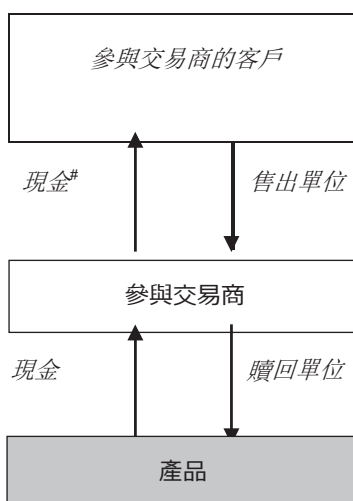 參與交易商的客戶
現金# 售出單位
參與交易商
現金 贖回單位
產品